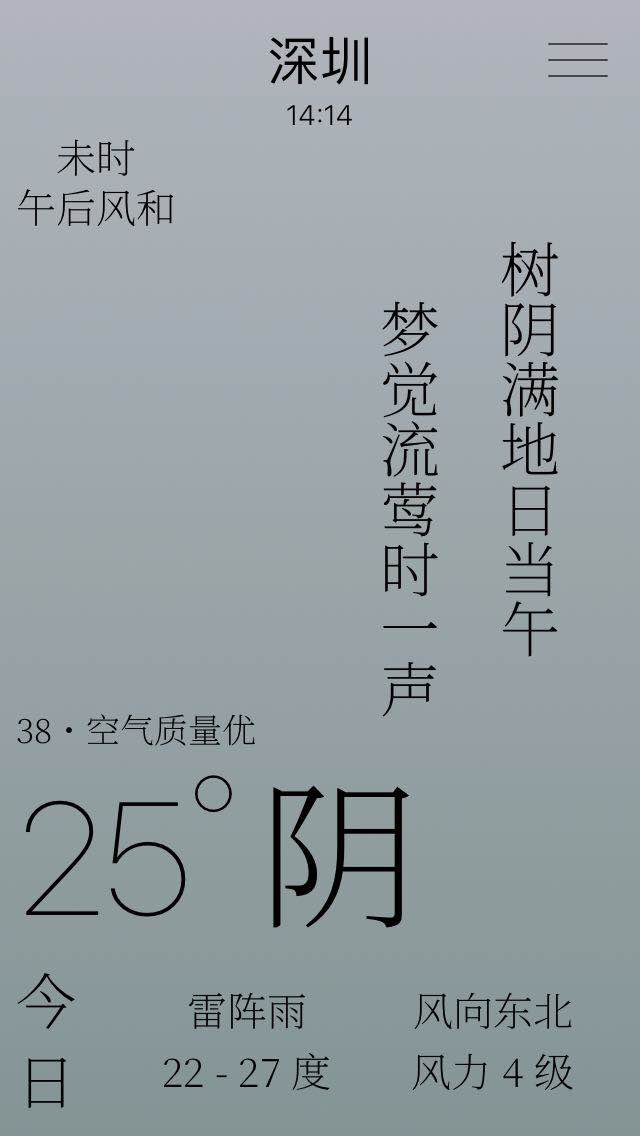 深圳
14:14
未时
午后风和
树阴满地日当午
梦觉流莺时一声
38·空气质量优
25° 阴
今日
雷阵雨
22 - 27 度
风向东北
风力 4 级